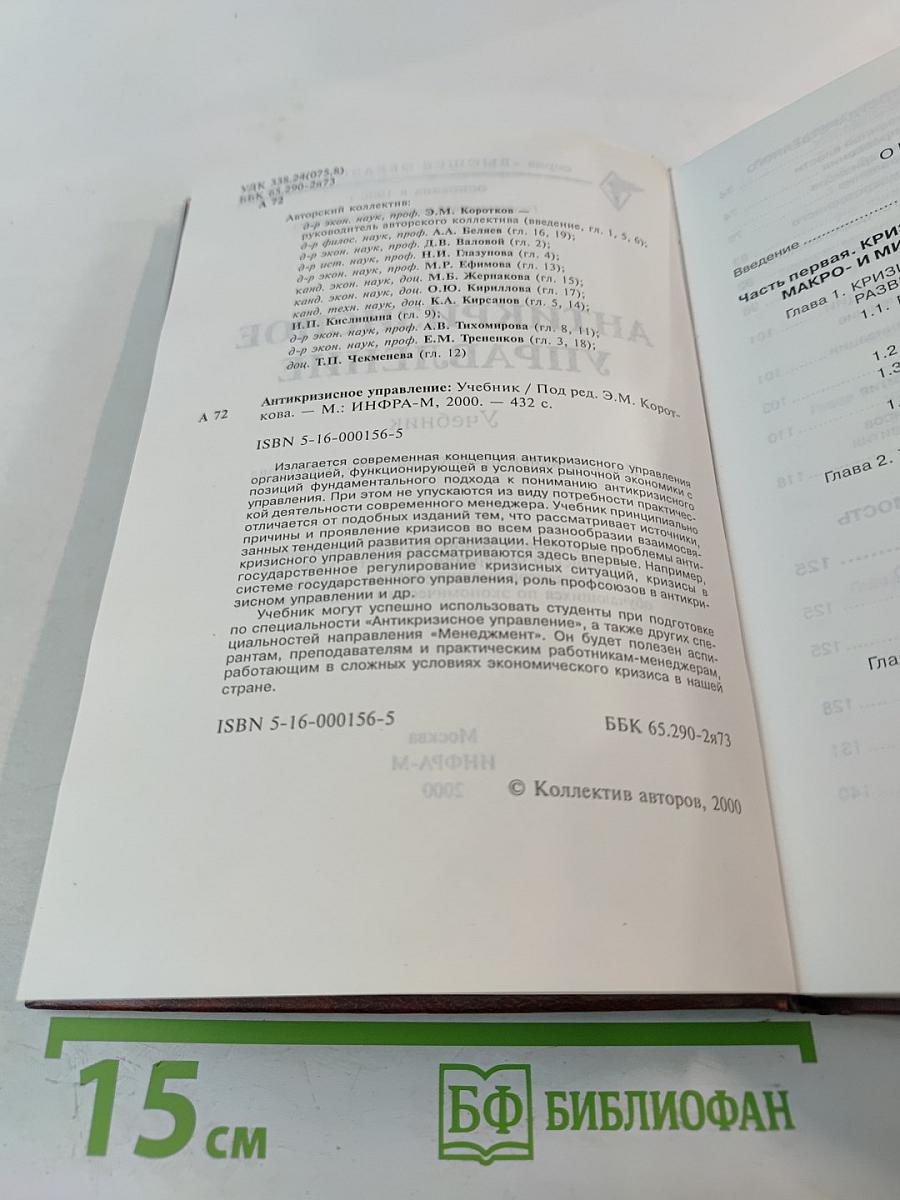 УДК 338.24(075.8)
ББК 65.290-2я73
А 72
Авторский коллектив:
д-р экон. наук, проф. Э.М. Коротков —
руководитель авторского коллектива (введение, гл. 1, 5, 6);
д-р филос. наук, проф. А.А. Беляев (гл. 16, 19);
д-р экон. наук, проф. Д.В. Валовой (гл. 2);
д-р ист. наук, проф. Н.И. Глазунова (гл. 4);
д-р экон. наук, проф. М.Р. Ефимова (гл. 13);
канд. экон. наук, доц. М.Б. Жернакова (гл. 15);
канд. экон. наук, доц. О.Ю. Кириллова (гл. 17);
канд. техн. наук, доц. К.А. Кирсанов (гл. 5, 14);
И.П. Кислицына (гл. 9);
д-р экон. наук, проф. А.В. Тихомирова (гл. 8, 11);
д-р экон. наук, проф. Е.М. Трененков (гл. 3, 18);
доц. Т.П. Чекменева (гл. 12)
Антикризисное управление: Учебник / Под ред. Э.М. Корот-
А 72 кова. — М.: ИНФРА-М, 2000. — 432 с.
ISBN 5-16-000156-5
Излагается современная концепция антикризисного управления
организацией, функционирующей в условиях рыночной экономики с
позиций фундаментального подхода к пониманию антикризисного
управления. При этом не упускаются из виду потребности практичес-
кой деятельности современного менеджера. Учебник принципиально
отличается от подобных изданий тем, что рассматривает источники,
причины и проявление кризисов во всем разнообразии взаимосвя-
занных тенденций развития организации. Некоторые проблемы анти-
кризисного управления рассматриваются здесь впервые. Например,
государственное регулирование кризисных ситуаций, кризисы в
системе государственного управления, роль профсоюзов в антикри-
зисном управлении и др.
Учебник могут успешно использовать студенты при подготовке
по специальности «Антикризисное управление», а также других спе-
циальностей направления «Менеджмент». Он будет полезен аспи-
рантам, преподавателям и практическим работникам-менеджерам,
работающим в сложных условиях экономического кризиса в нашей
стране.
ISBN 5-16-000156-5 ББК 65.290-2я73
© Коллектив авторов, 2000
Введение
Часть первая. КРИЗ
МАКРО- И МИ
Глава 1. КРИЗИ
РАЗВ
1.1.
1.2
1.3
1.
Глава 2.
Гла
15 см
БФ БИБЛИОФАН